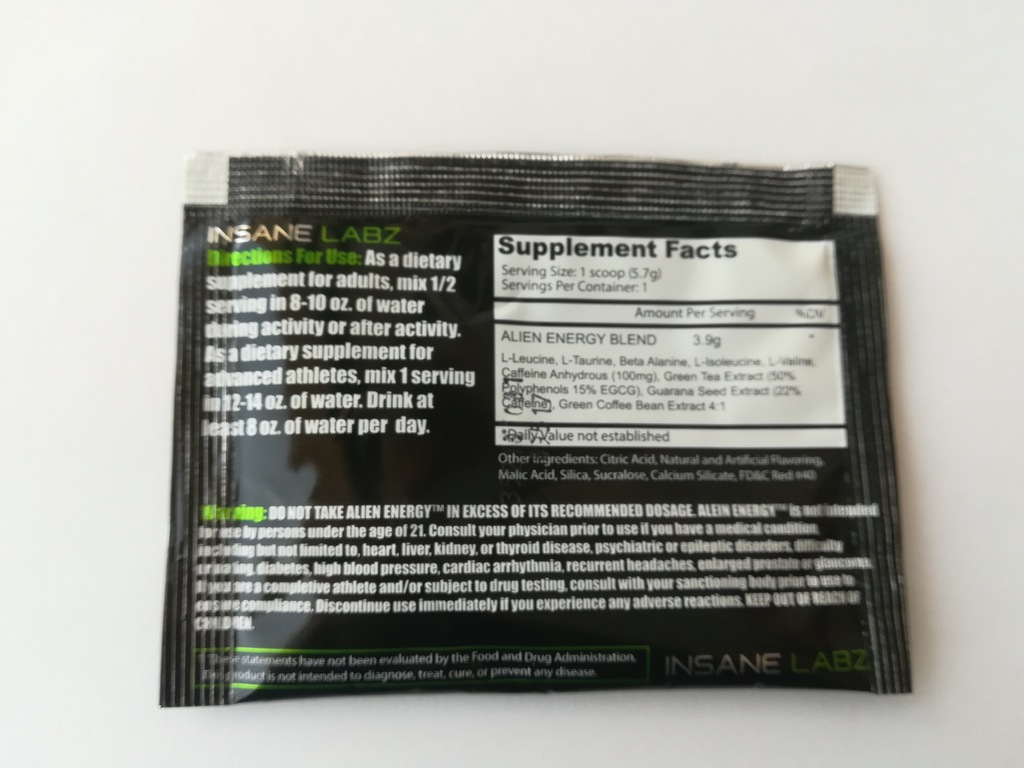 INSANE LABZ
Directions For Use: As a dietary
supplement for adults, mix 1/2
serving in 8-10 oz. of water
during activity or after activity.
As a dietary supplement for
advanced athletes, mix 1 serving
in 12-14 oz. of water. Drink at
least 8 oz. of water per day.
Supplement Facts
Serving Size: 1 scoop (5.7g)
Servings Per Container: 1
Amount Per Serving %DV
ALIEN ENERGY BLEND 3.9g *
L-Leucine, L-Taurine, Beta Alanine, L-Isoleucine, L-Valine,
Caffeine Anhydrous (100mg), Green Tea Extract (50%
Polyphenols 15% EGCG), Guarana Seed Extract (22%
Caffeine), Green Coffee Bean Extract 4:1
*Daily Value not established
Other ingredients: Citric Acid, Natural and Artificial Flavoring,
Malic Acid, Silica, Sucralose, Calcium Silicate, FD&C Red #40
Warning: DO NOT TAKE ALIEN ENERGY™ IN EXCESS OF ITS RECOMMENDED DOSAGE. ALEIN ENERGY™ is not intended
for use by persons under the age of 21. Consult your physician prior to use if you have a medical condition,
including but not limited to, heart, liver, kidney, or thyroid disease, psychiatric or epileptic disorders, difficulty
urinating, diabetes, high blood pressure, cardiac arrhythmia, recurrent headaches, enlarged prostate or glaucoma.
If you are a completive athlete and/or subject to drug testing, consult with your sanctioning body prior to use to
ensure compliance. Discontinue use immediately if you experience any adverse reactions. KEEP OUT OF REACH OF
CHILDREN.
These statements have not been evaluated by the Food and Drug Administration.
This product is not intended to diagnose, treat, cure, or prevent any disease.
INSANE LABZ